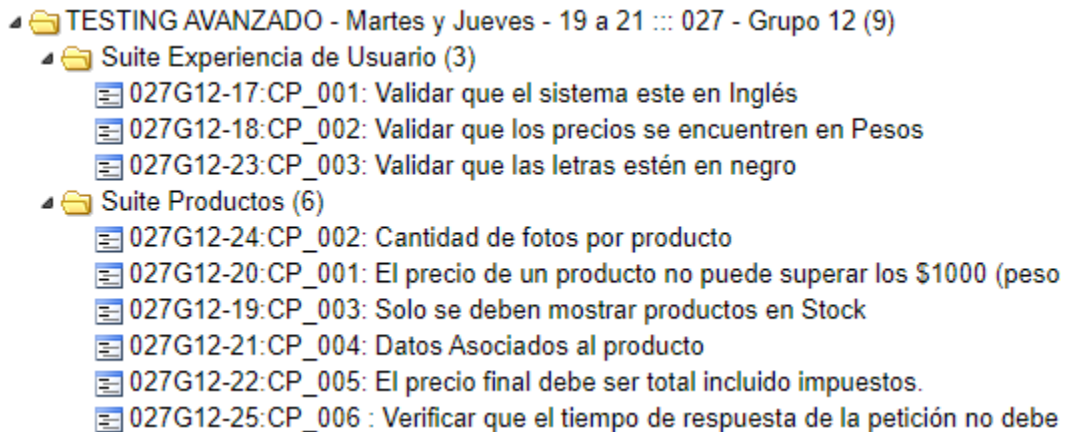 TESTING AVANZADO - Martes y Jueves - 19 a 21 ::: 027 - Grupo 12 (9)
Suite Experiencia de Usuario (3)
027G12-17:CP_001: Validar que el sistema este en Inglés
027G12-18:CP_002: Validar que los precios se encuentren en Pesos
027G12-23:CP_003: Validar que las letras estén en negro
Suite Productos (6)
027G12-24:CP_002: Cantidad de fotos por producto
027G12-20:CP_001: El precio de un producto no puede superar los $1000 (peso
027G12-19:CP_003: Solo se deben mostrar productos en Stock
027G12-21:CP_004: Datos Asociados al producto
027G12-22:CP_005: El precio final debe ser total incluido impuestos.
027G12-25:CP_006 : Verificar que el tiempo de respuesta de la petición no debe